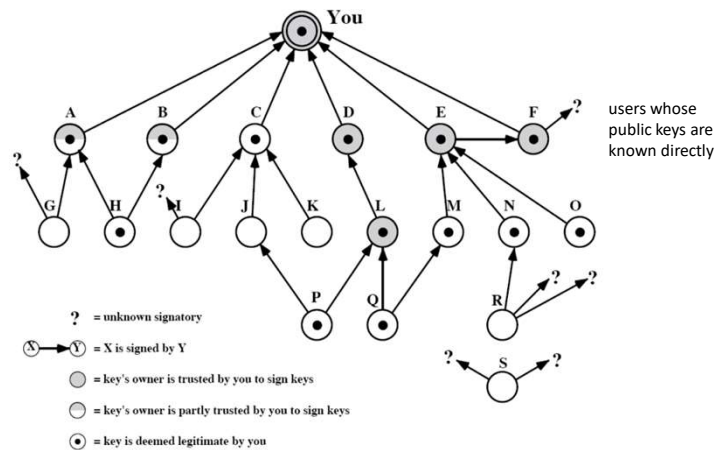 You
A B C D E F ?
users whose
public keys are
known directly
?
G H ? I J K L M N O
P Q R ? ?
? = unknown signatory
? S ?
X Y = X is signed by Y
= key's owner is trusted by you to sign keys
= key's owner is partly trusted by you to sign keys
= key is deemed legitimate by you